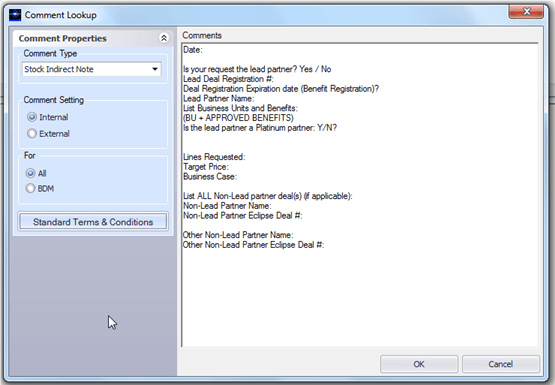 Comment Lookup
Comment Properties
Comment Type
Stock Indirect Note
Comment Setting
Internal
External
For
All
BDM
Standard Terms & Conditions
Comments
Date:
Is your request the lead partner? Yes / No
Lead Deal Registration #:
Deal Registration Expiration date (Benefit Registration)?
Lead Partner Name:
List Business Units and Benefits:
(BU + APPROVED BENEFITS)
Is the lead partner a Platinum partner: Y/N?
Lines Requested:
Target Price:
Business Case:
List ALL Non-Lead partner deal(s) (if applicable):
Non-Lead Partner Name:
Non-Lead Partner Eclipse Deal #:
Other Non-Lead Partner Name:
Other Non-Lead Partner Eclipse Deal #:
OK
Cancel